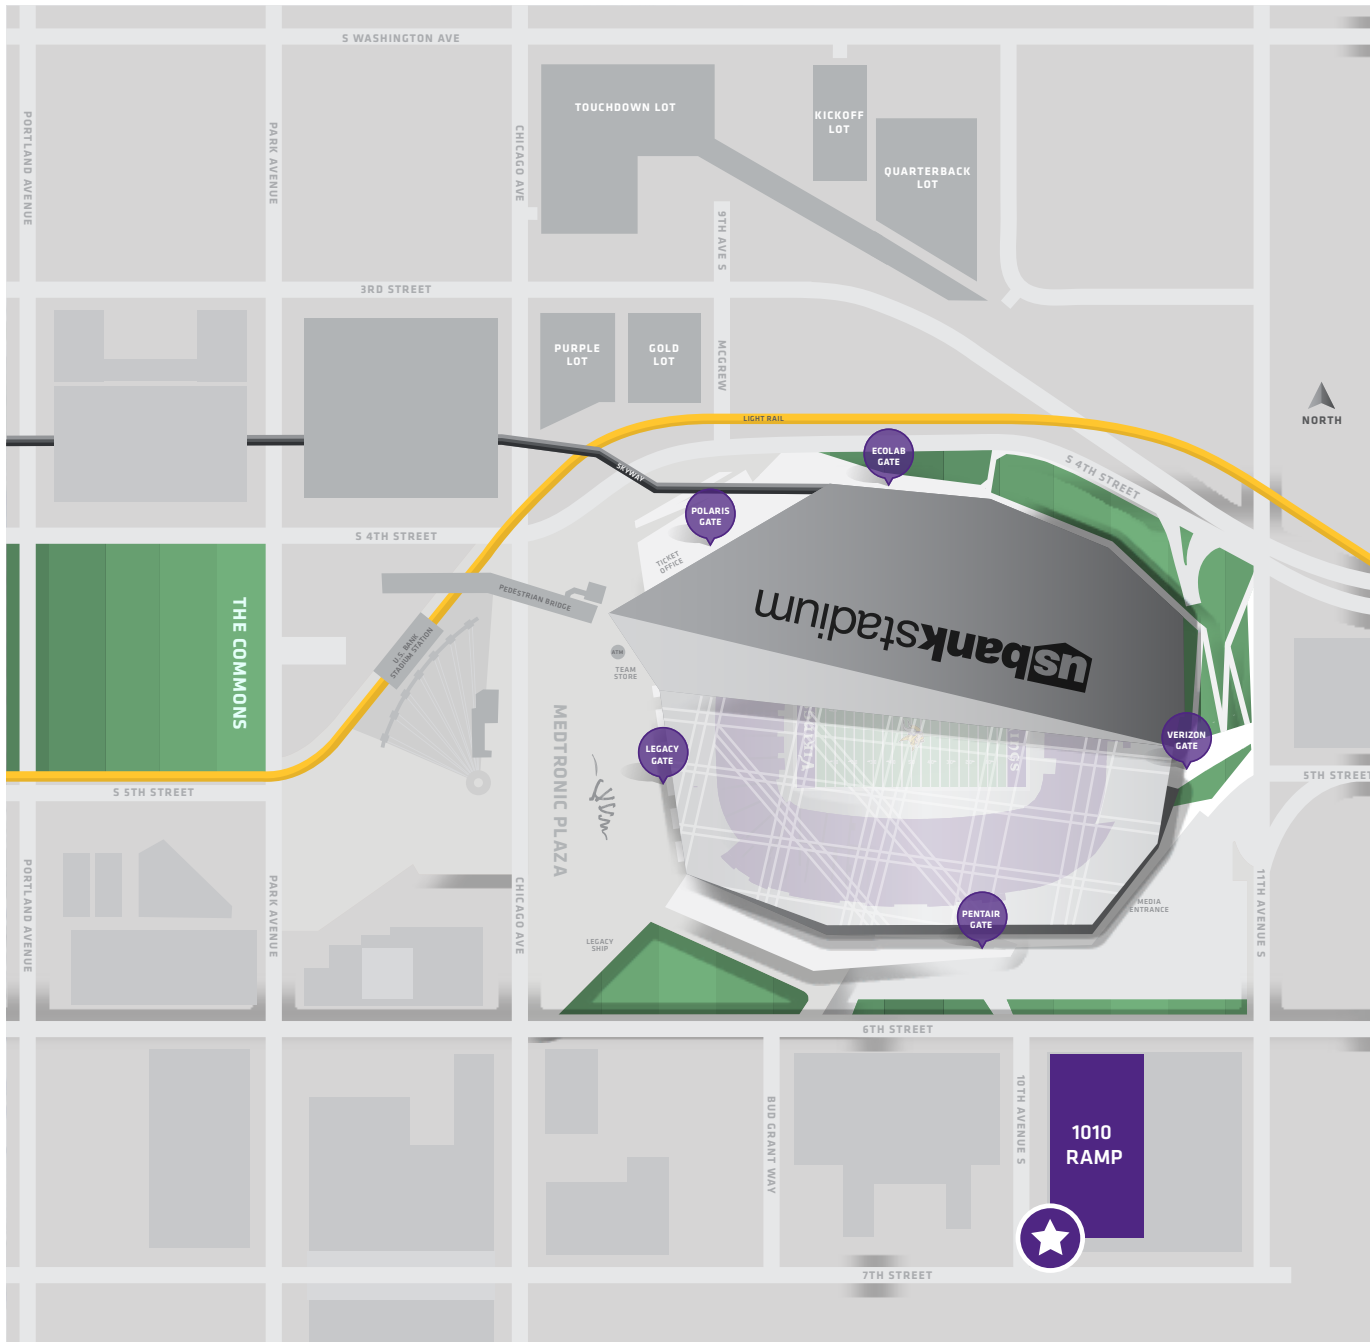 S WASHINGTON AVE
PORTLAND AVENUE
PARK AVENUE
CHICAGO AVE
TOUCHDOWN LOT
KICKOFF
LOT
QUARTERBACK
LOT
9TH AVE S
3RD STREET
PURPLE
LOT
GOLD
LOT
MCGREW
LIGHT RAIL
NORTH
SKYWAY
ECOLAB
GATE
S 4TH STREET
POLARIS
GATE
S 4TH STREET
TICKET
OFFICE
PEDESTRIAN BRIDGE
THE COMMONS
U.S. BANK
STADIUM STATION
usbankstadium
ATM
TEAM
STORE
MEDTRONIC PLAZA
LEGACY
GATE
VERIZON
GATE
5TH STREET
S 5TH STREET
PORTLAND AVENUE
PARK AVENUE
CHICAGO AVE
11TH AVENUE S
MEDIA
ENTRANCE
PENTAIR
GATE
LEGACY
SHIP
6TH STREET
BUD GRANT WAY
10TH AVENUE S
1010
RAMP
7TH STREET